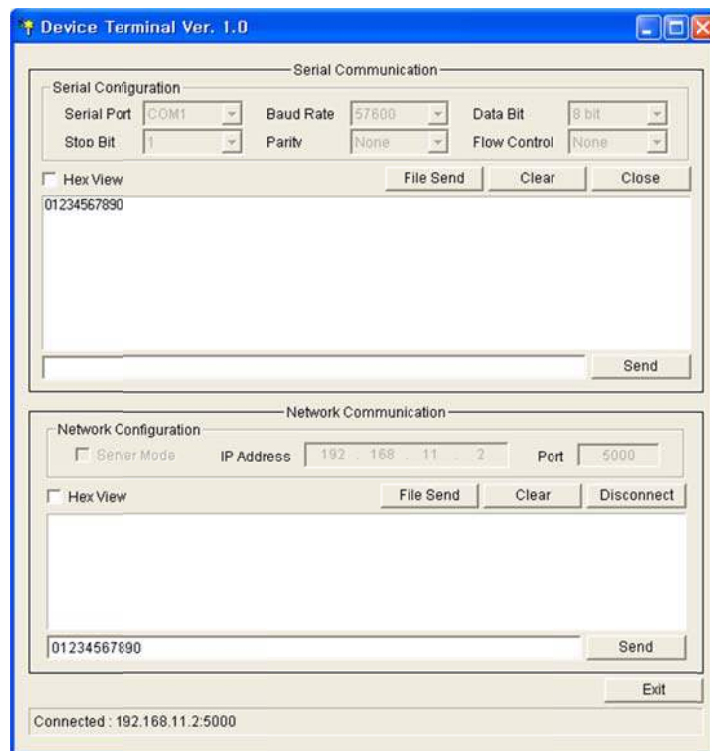 Device Terminal Ver. 1.0
Serial Communication
Serial Configuration
Serial Port COM1 Baud Rate 57600 Data Bit 8 bit
Stop Bit 1 Parity None Flow Control None
Hex View File Send Clear Close
01234567890
Send
Network Communication
Network Configuration
Server Mode IP Address 192 . 168 . 11 . 2 Port 5000
Hex View File Send Clear Disconnect
01234567890 Send
Exit
Connected : 192.168.11.2:5000